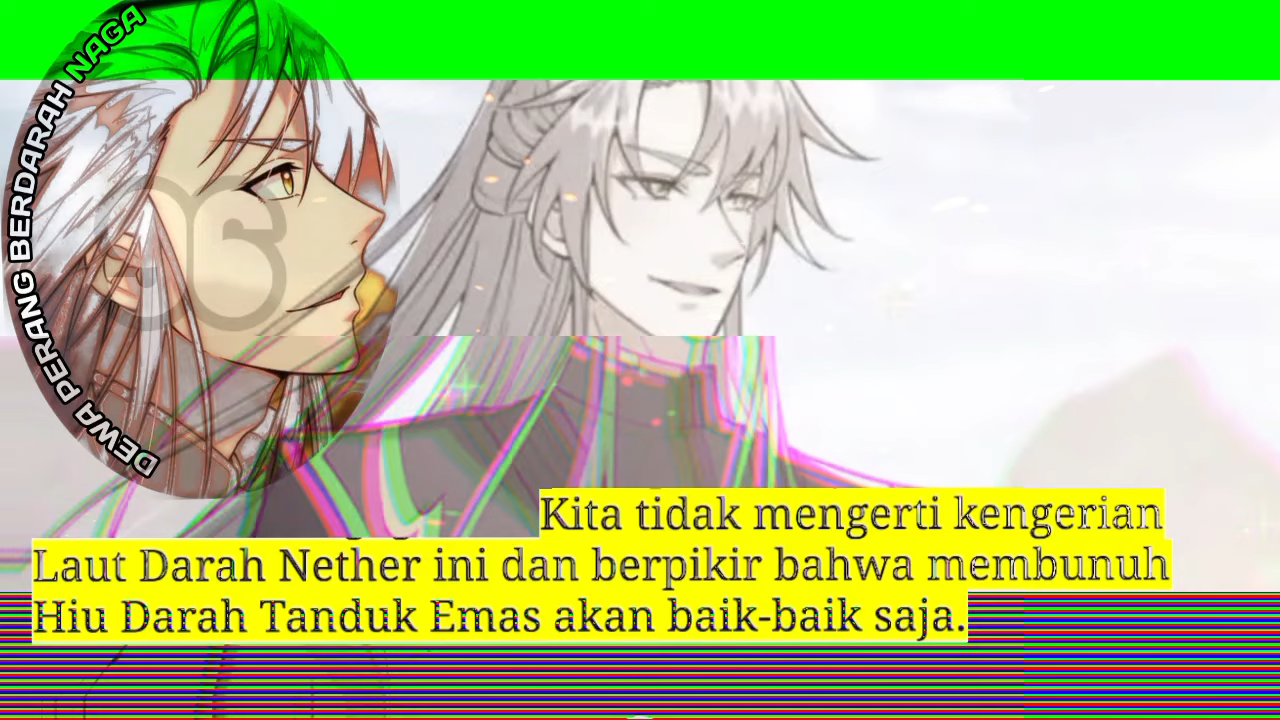 DEWA PERANG BERDARAH NAGA
Kita tidak mengerti kengerian
Laut Darah Nether ini dan berpikir bahwa membunuh
Hiu Darah Tanduk Emas akan baik-baik saja.